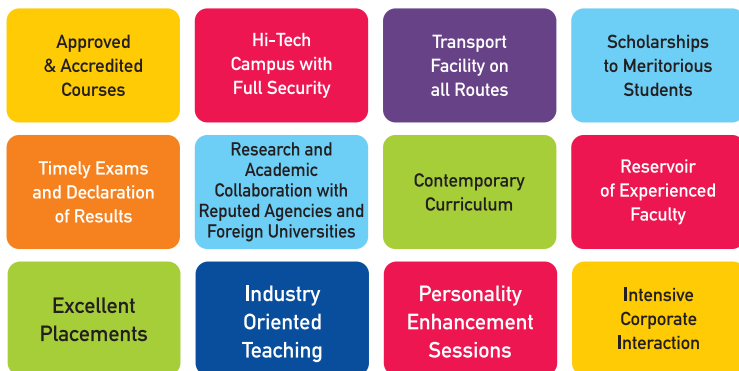 Approved
& Accredited
Courses
Hi-Tech
Campus with
Full Security
Transport
Facility on
all Routes
Scholarships
to Meritorious
Students
Timely Exams
and Declaration
of Results
Research and
Academic
Collaboration with
Reputed Agencies and
Foreign Universities
Contemporary
Curriculum
Reservoir
of Experienced
Faculty
Excellent
Placements
Industry
Oriented
Teaching
Personality
Enhancement
Sessions
Intensive
Corporate
Interaction